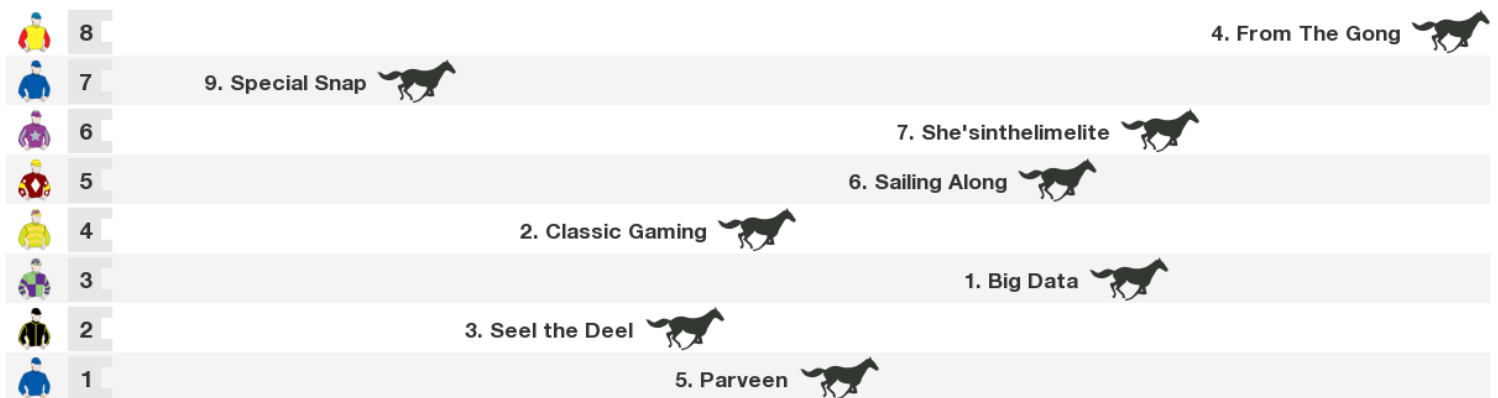 8 4. From The Gong
7 9. Special Snap
6 7. She'sinthelimelite
5 6. Sailing Along
4 2. Classic Gaming
3 1. Big Data
2 3. Seel the Deel
1 5. Parveen